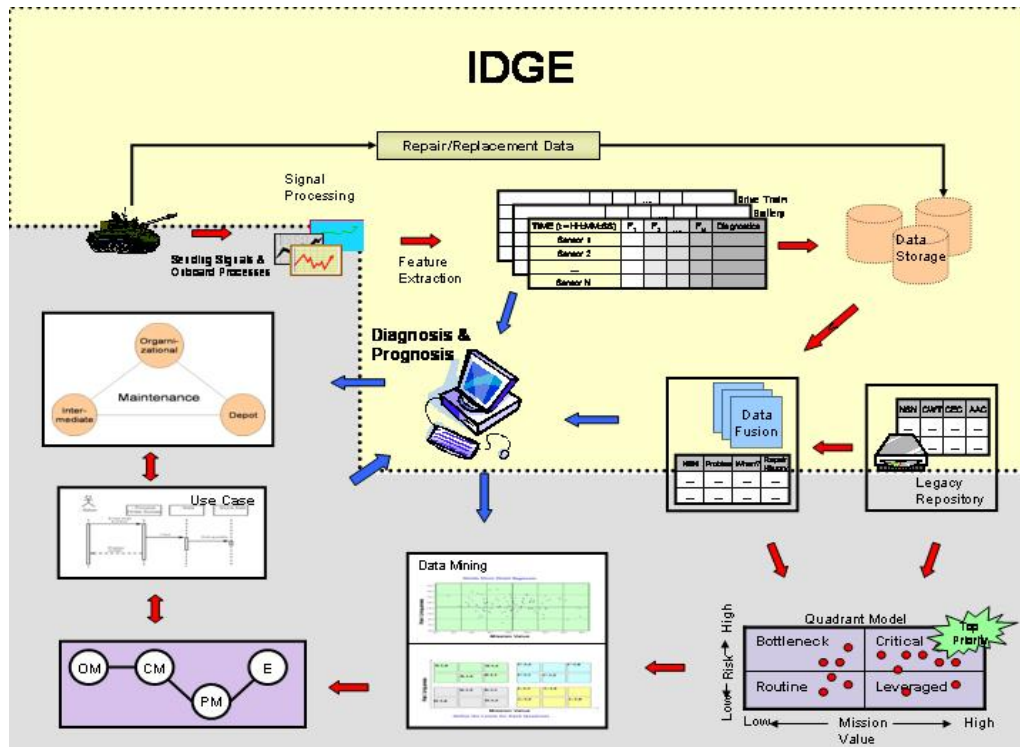 IDGE
Repair/Replacement Data
Signal
Processing
Sending Signals &
Onboard Processes
Feature
Extraction
Drive Train
Battery
TIME (t = HH:MM:SS) F1 F2 ... FN Diagnostics
Sensor 1
Sensor 2
...
Sensor N
Data
Storage
Diagnosis &
Prognosis
Orgarni-
zational
Maintenance
Inter-
mediate
Depot
Data
Fusion
NSN Problem When? Repair
History
NSN CWT CEC AAC
Legacy
Repository
Use Case
Data Mining
Mission Value
Mission Value
Quadrant Model
Top
Priority
Bottleneck
Critical
Routine
Leveraged
Low
Risk
High
Low
Mission
Value
High
OM
CM
PM
E